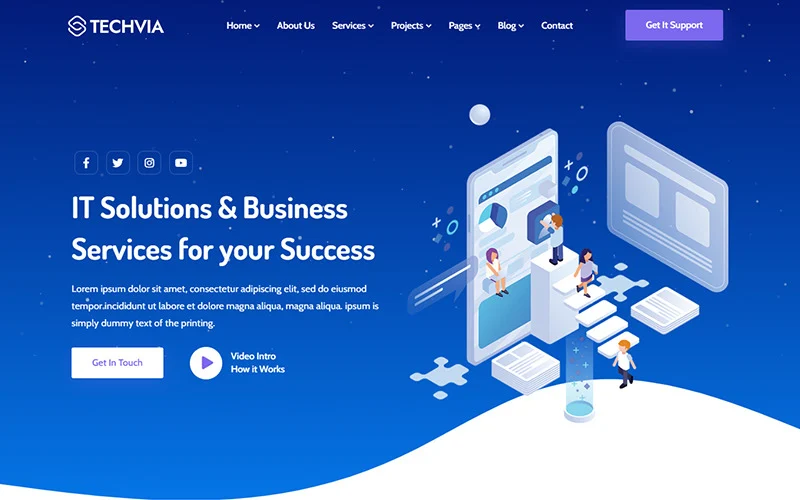 TECHVIA
Home About Us Services Projects Pages Blog Contact Get It Support
IT Solutions & Business
Services for your Success
Lorem ipsum dolor sit amet, consectetur adipiscing elit, sed do eiusmod
tempor.incididunt ut labore et dolore magna aliqua, magna aliqua. ipsum is
simply dummy text of the printing.
Get In Touch
Video Intro
How it Works